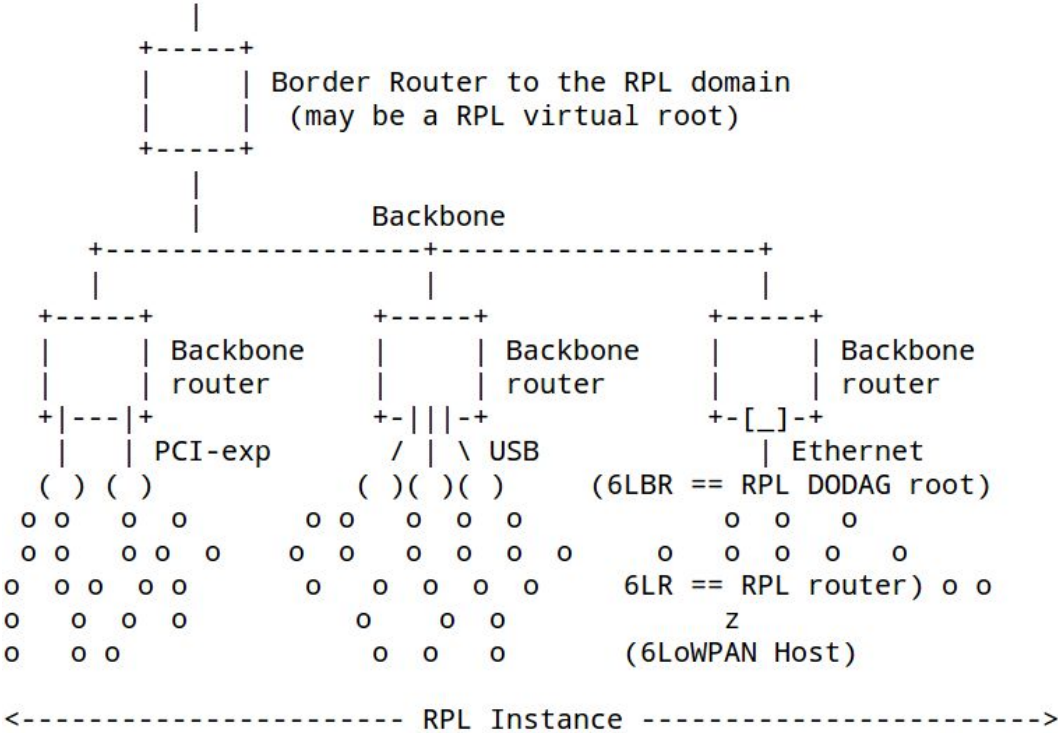 |
                 +-----+
                 |     | Border Router to the RPL domain
                 |     |  (may be a RPL virtual root)
                 +-----+
                    |
                    |          Backbone
              +-------------------+-------------------+
              |                   |                   |
           +-----+             +-----+             +-----+
           |     | Backbone    |     | Backbone    |     | Backbone
           |     | router      |     | router      |     | router
           +|---|+             +-|||-+             +-[_]-+
            |   | PCI-exp       / | \ USB             | Ethernet
           ( ) ( )            ( )( )( )     (6LBR == RPL DODAG root)
          o o   o  o        o o   o  o  o            o  o   o
          o o   o o  o     o  o   o  o  o  o     o   o  o  o   o
         o  o o  o o        o   o  o  o  o     6LR == RPL router) o o
         o   o  o  o           o    o  o             z
         o   o o                o  o   o       (6LoWPAN Host)
<----------------------- RPL Instance ------------------------>